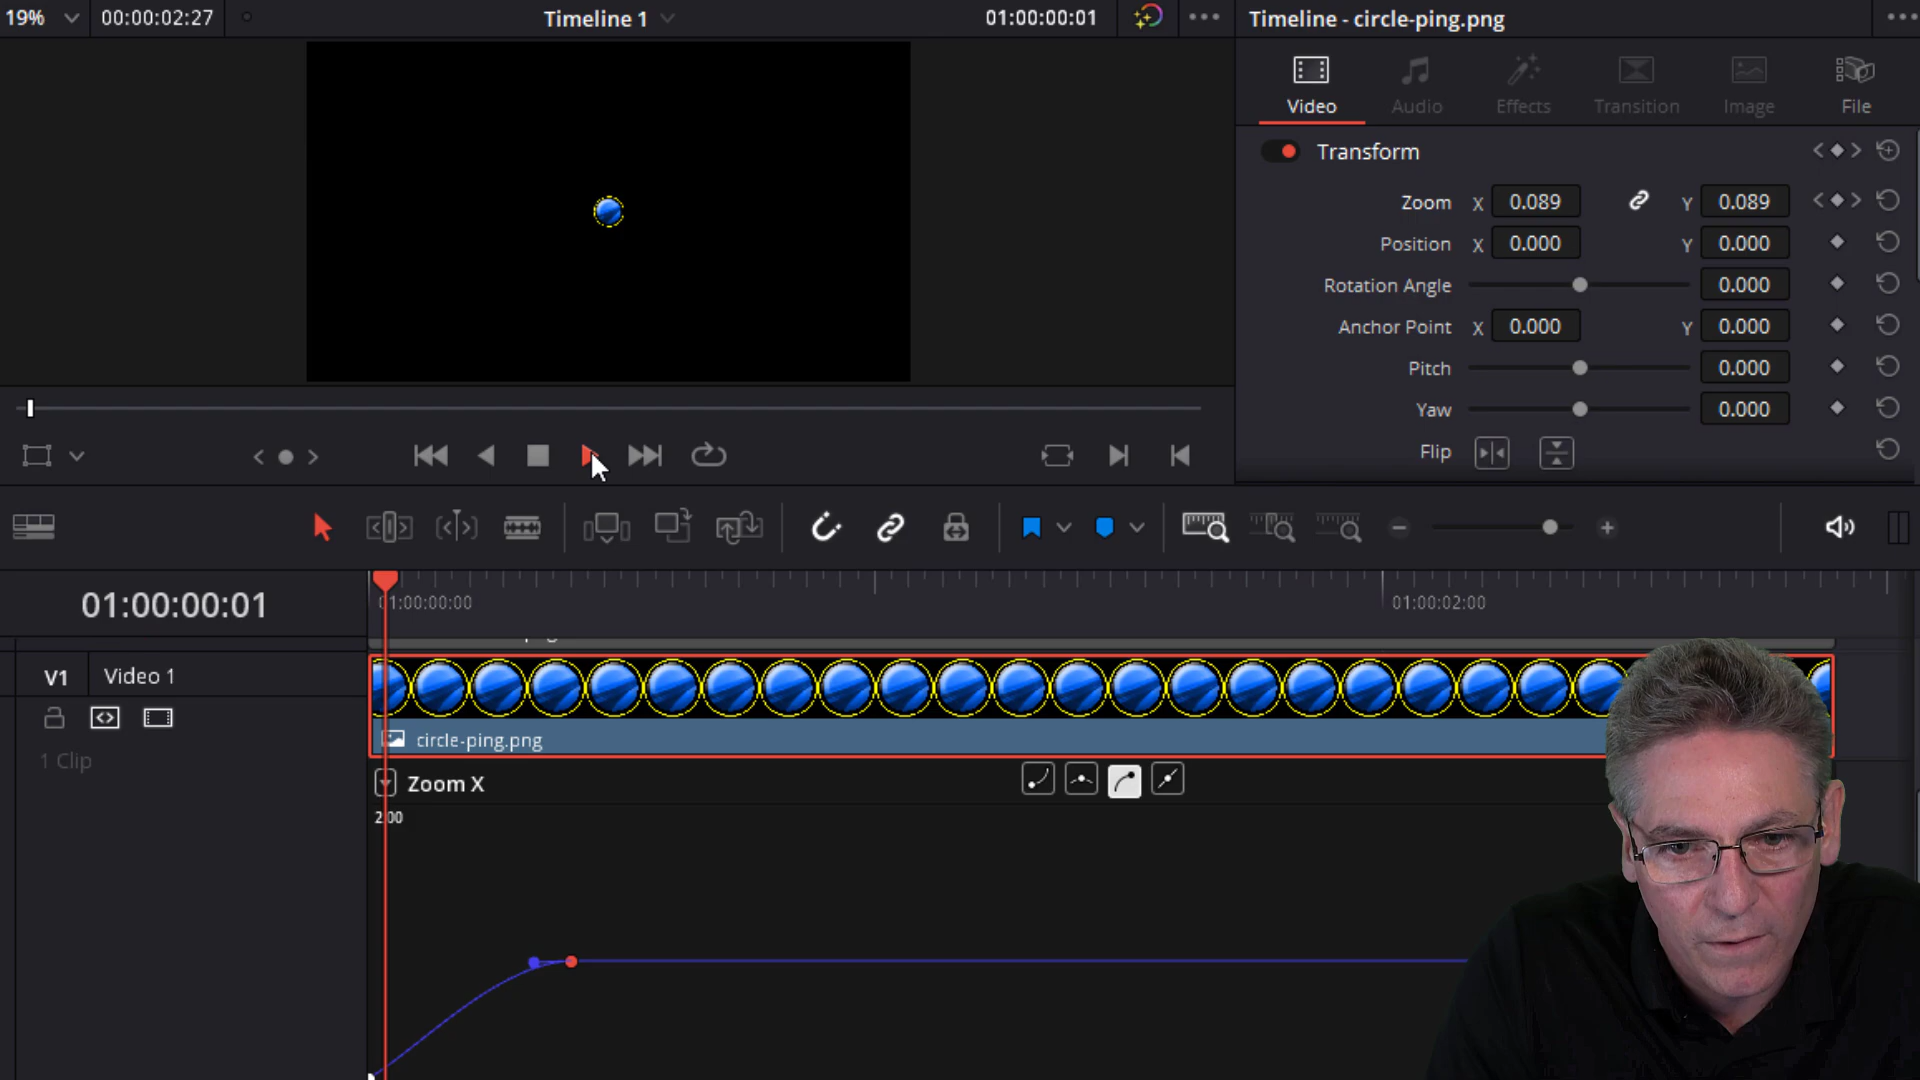 19% 00:00:02:27 Timeline 1 01:00:00:01 Timeline - circle-ping.png
Video Audio Effects Transition Image File
Transform
Zoom X 0.089 Y 0.089
Position X 0.000 Y 0.000
Rotation Angle 0.000
Anchor Point X 0.000 Y 0.000
Pitch 0.000
Yaw 0.000
Flip
01:00:00:01
01:00:00:00 01:00:02:00
V1 Video 1
circle-ping.png
1 Clip
Zoom X
2.00